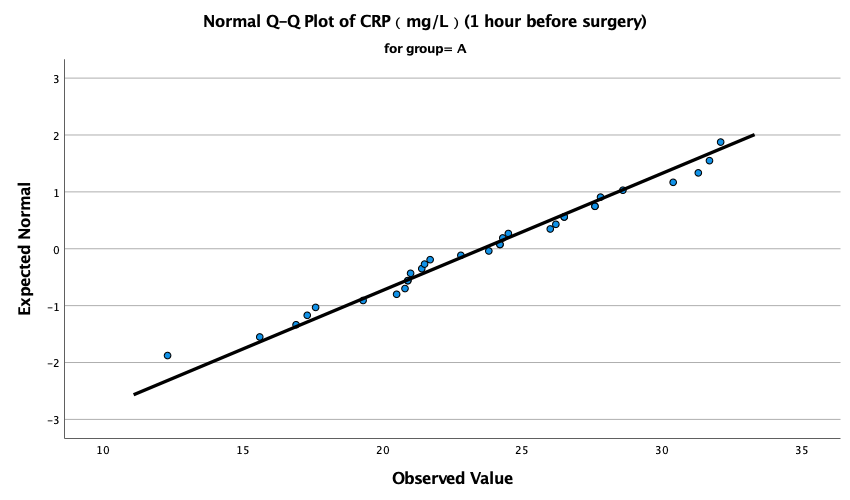 Normal Q-Q Plot of CRP（mg/L）(1 hour before surgery)
for group= A
3
2
1
0
-1
-2
-3
Expected Normal
10 15 20 25 30 35
Observed Value